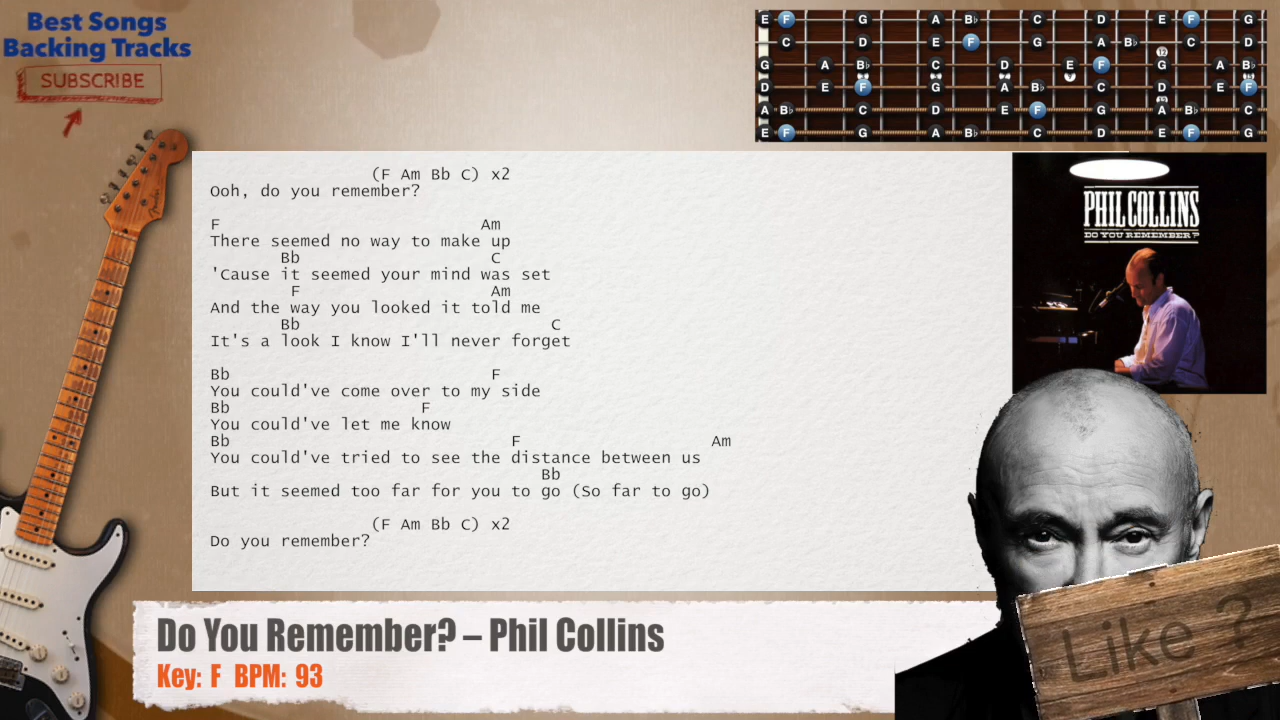 Best Songs
Backing Tracks
SUBSCRIBE
E F G A B♭ C D E F G
C D E F G A B♭ C D
G A B♭ C D E F G A B♭
D E F G A B♭ C D E F
A B♭ C D E F G A B♭ C
E F G A B♭ C D E F G
(F Am Bb C) x2
Ooh, do you remember?
F Am
There seemed no way to make up
Bb C
'Cause it seemed your mind was set
F Am
And the way you looked it told me
Bb C
It's a look I know I'll never forget
Bb F
You could've come over to my side
Bb F
You could've let me know
Bb F Am
You could've tried to see the distance between us
Bb
But it seemed too far for you to go (So far to go)
(F Am Bb C) x2
Do you remember?
PHIL COLLINS
DO YOU REMEMBER?
Do You Remember? – Phil Collins
Key: F BPM: 93
Like ?
Fender